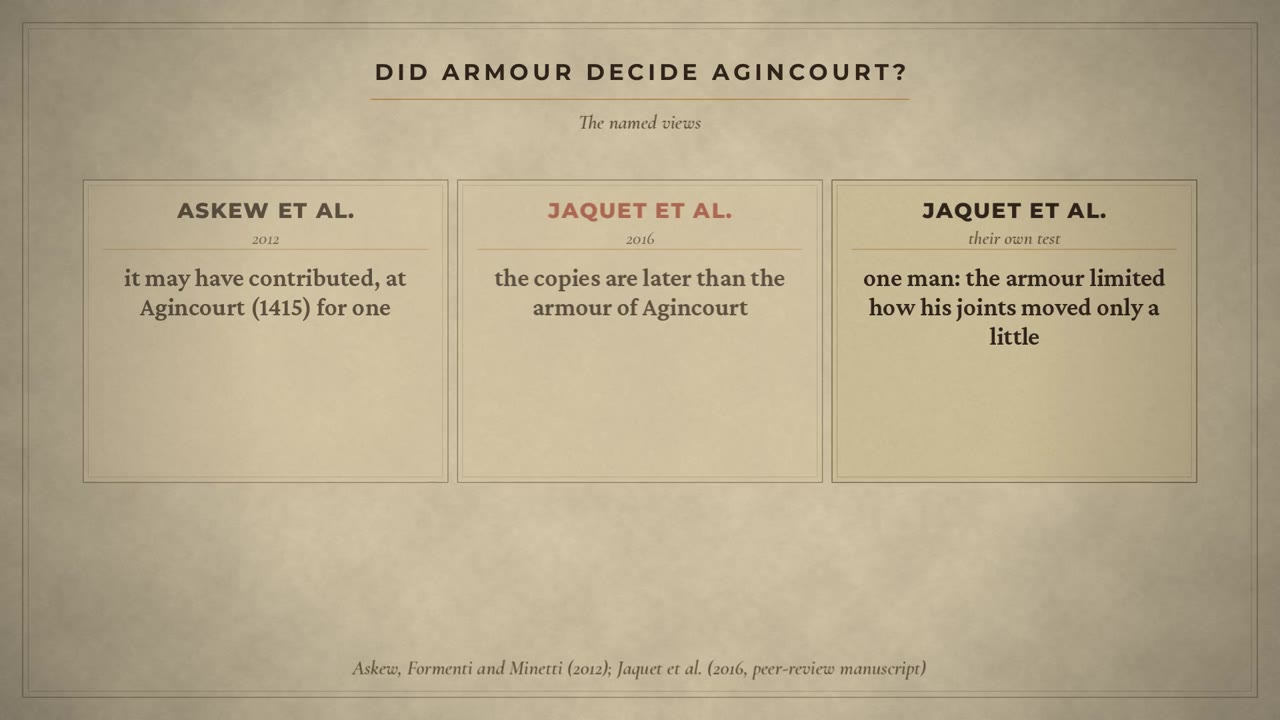 DID ARMOUR DECIDE AGINCOURT?
The named views
ASKEW ET AL.
2012
it may have contributed, at
Agincourt (1415) for one
JAQUET ET AL.
2016
the copies are later than the
armour of Agincourt
JAQUET ET AL.
their own test
one man: the armour limited
how his joints moved only a
little
Askew, Formenti and Minetti (2012); Jaquet et al. (2016, peer-review manuscript)